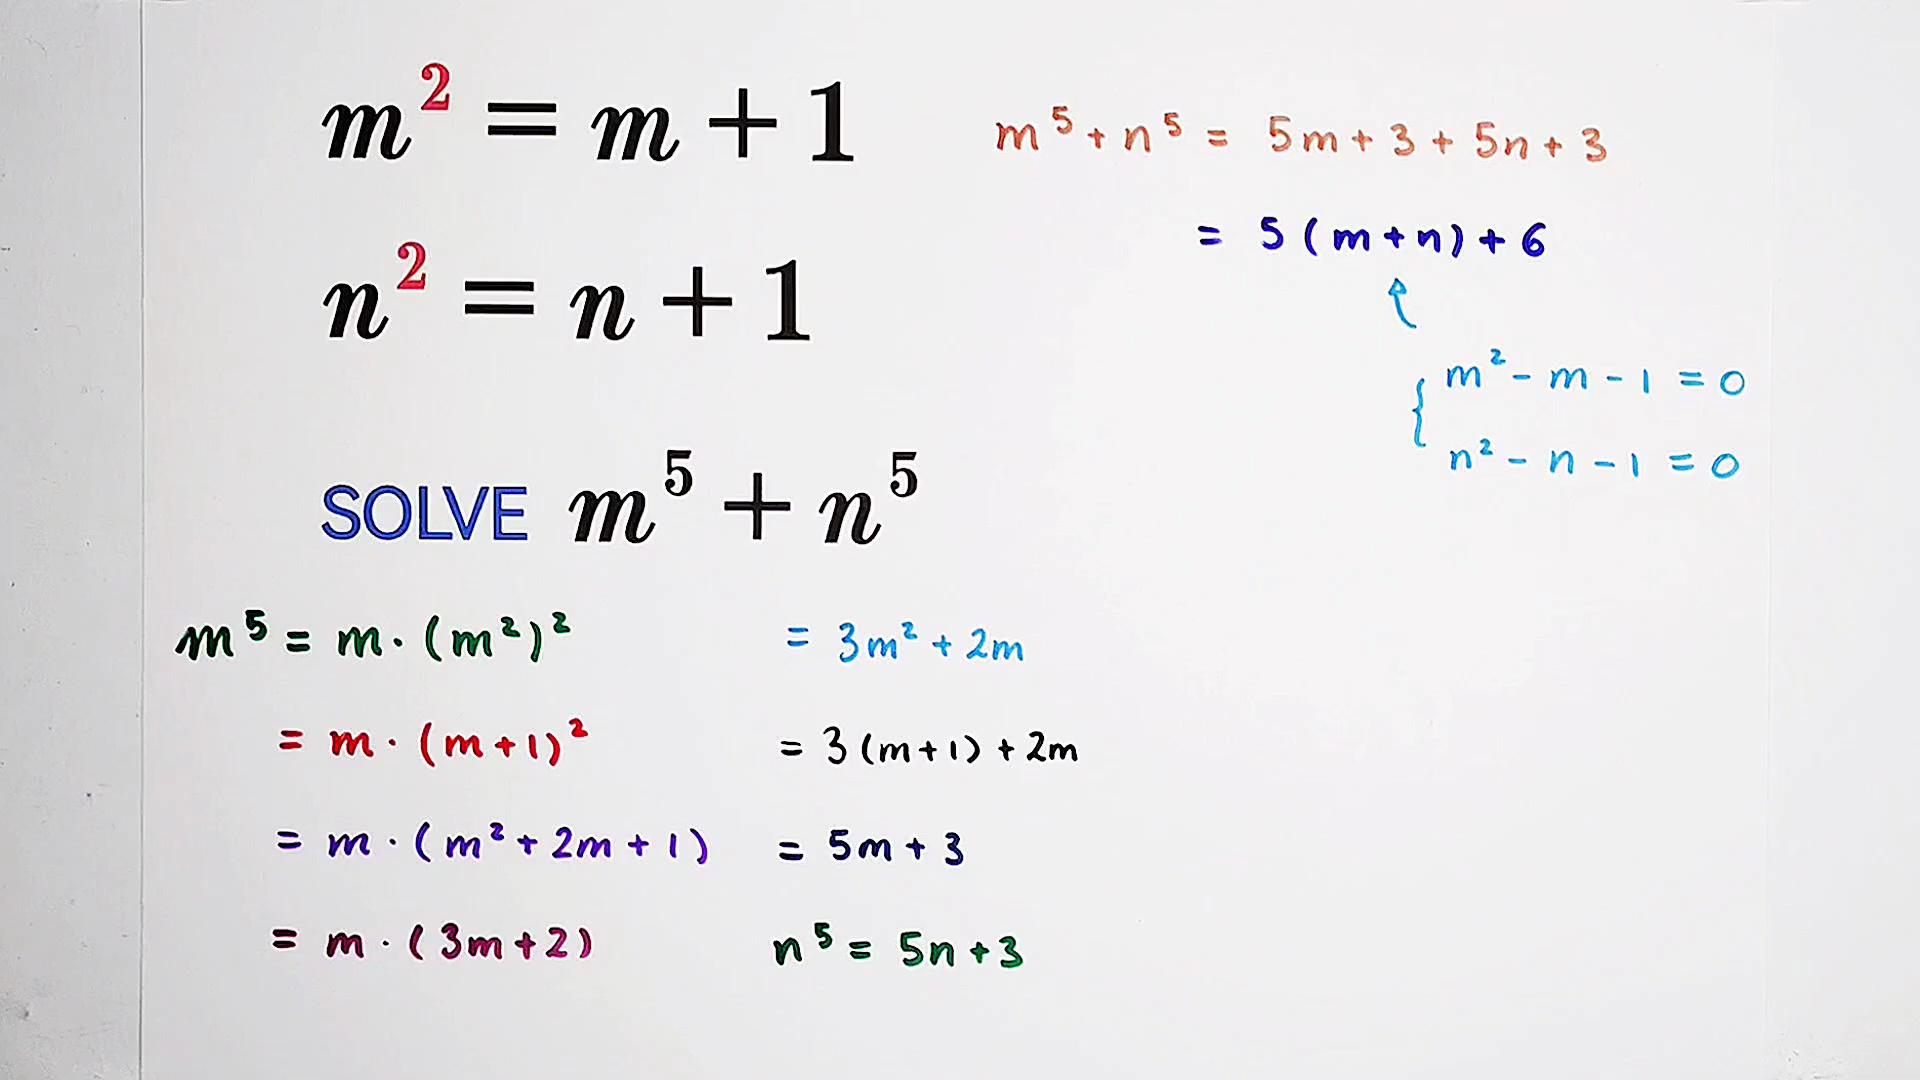 m² = m + 1
n² = n + 1
SOLVE m⁵ + n⁵
m⁵ = m · (m²)²
= m · (m+1)²
= m · (m² + 2m + 1)
= m · (3m + 2)
= 3m² + 2m
= 3(m+1) + 2m
= 5m + 3
n⁵ = 5n + 3
m⁵ + n⁵ = 5m + 3 + 5n + 3
= 5(m+n) + 6
m² - m - 1 = 0
n² - n - 1 = 0